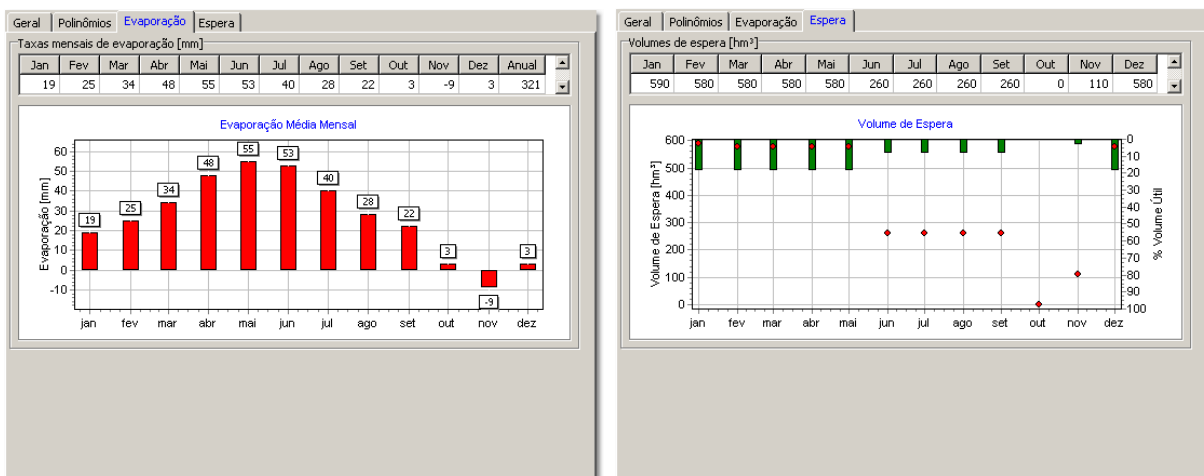 Geral Polinômios Evaporação Espera
Taxas mensais de evaporação [mm]
Jan Fev Mar Abr Mai Jun Jul Ago Set Out Nov Dez Anual
19 25 34 48 55 53 40 28 22 3 -9 3 321
Evaporação Média Mensal
Evaporação [mm]
60
50
40
30
20
10
0
-10
19 25 34 48 55 53 40 28 22 3 -9 3
jan fev mar abr mai jun jul ago set out nov dez
Geral Polinômios Evaporação Espera
Volumes de espera [hm³]
Jan Fev Mar Abr Mai Jun Jul Ago Set Out Nov Dez
590 580 580 580 580 260 260 260 260 0 110 580
Volume de Espera
Volume de Espera [hm³]
600
500
400
300
200
100
0
0
10
20
30
40
50
60
70
80
90
100
% Volume Útil
jan fev mar abr mai jun jul ago set out nov dez